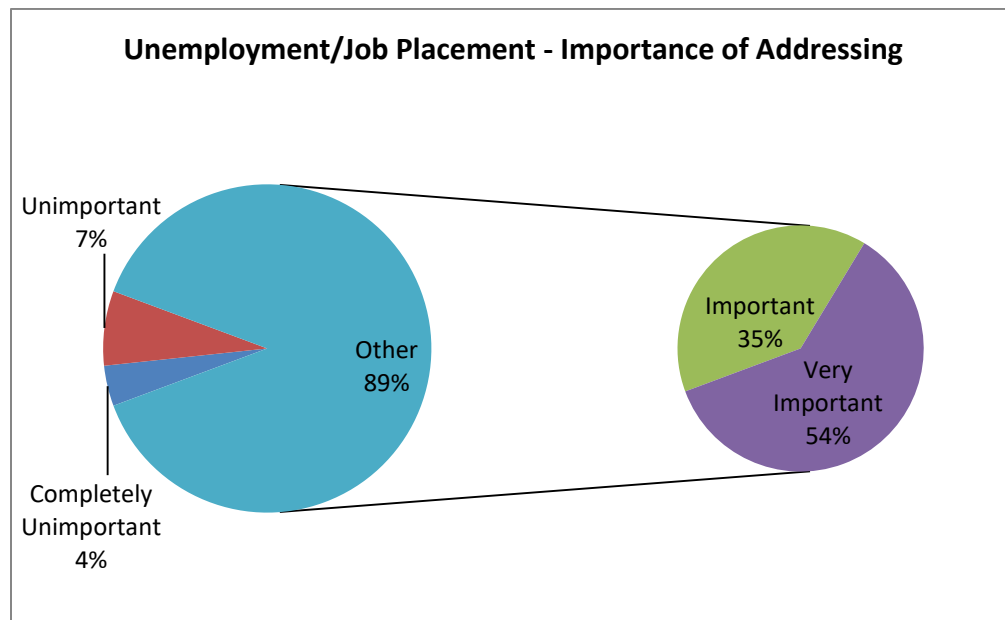 Unemployment/Job Placement - Importance of Addressing
Unimportant
7%
Other
89%
Completely
Unimportant
4%
Important
35%
Very
Important
54%